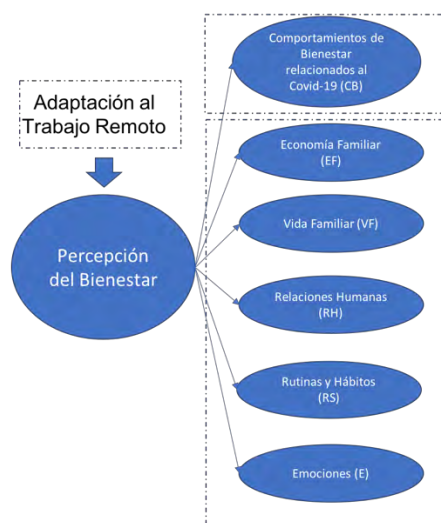 Adaptación al
Trabajo Remoto
Percepción
del Bienestar
Comportamientos de
Bienestar
relacionados al
Covid-19 (CB)
Economía Familiar
(EF)
Vida Familiar (VF)
Relaciones Humanas
(RH)
Rutinas y Hábitos
(RS)
Emociones (E)